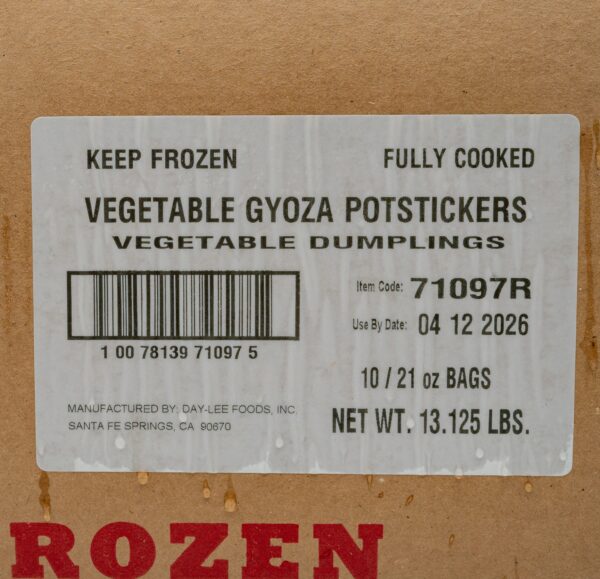 KEEP FROZEN FULLY COOKED
VEGETABLE GYOZA POTSTICKERS
VEGETABLE DUMPLINGS
Item Code: 71097R
Use By Date: 04 12 2026
1 00 78139 71097 5
10 / 21 oz BAGS
MANUFACTURED BY: DAY-LEE FOODS, INC.
SANTA FE SPRINGS, CA 90670
NET WT. 13.125 LBS.
ROZEN